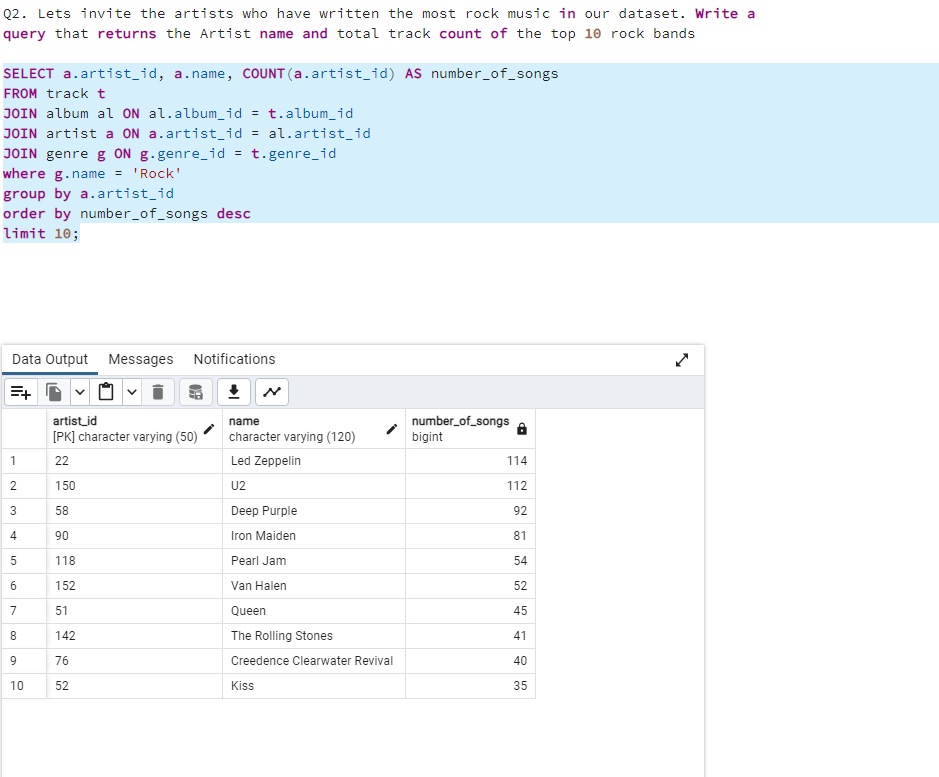 Q2. Lets invite the artists who have written the most rock music in our dataset. Write a
query that returns the Artist name and total track count of the top 10 rock bands
SELECT a.artist_id, a.name, COUNT(a.artist_id) AS number_of_songs
FROM track t
JOIN album al ON al.album_id = t.album_id
JOIN artist a ON a.artist_id = al.artist_id
JOIN genre g ON g.genre_id = t.genre_id
where g.name = 'Rock'
group by a.artist_id
order by number_of_songs desc
limit 10;
Data Output Messages Notifications
artist_id name number_of_songs
[PK] character varying (50) character varying (120) bigint
1 22 Led Zeppelin 114
2 150 U2 112
3 58 Deep Purple 92
4 90 Iron Maiden 81
5 118 Pearl Jam 54
6 152 Van Halen 52
7 51 Queen 45
8 142 The Rolling Stones 41
9 76 Creedence Clearwater Revival 40
10 52 Kiss 35